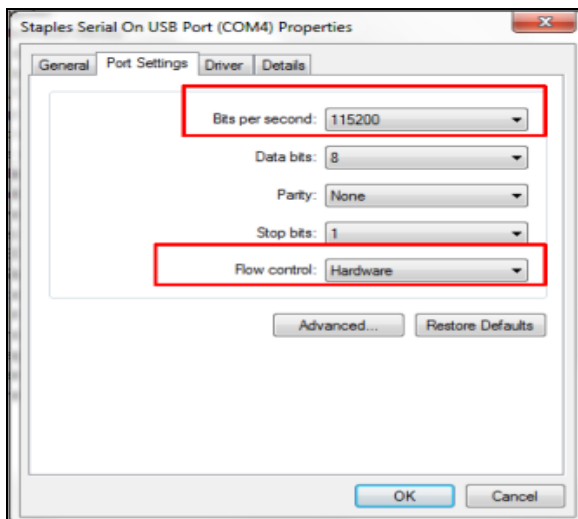 Staples Serial On USB Port (COM4) Properties
General Port Settings Driver Details
Bits per second: 115200
Data bits: 8
Parity: None
Stop bits: 1
Flow control: Hardware
Advanced... Restore Defaults
OK Cancel